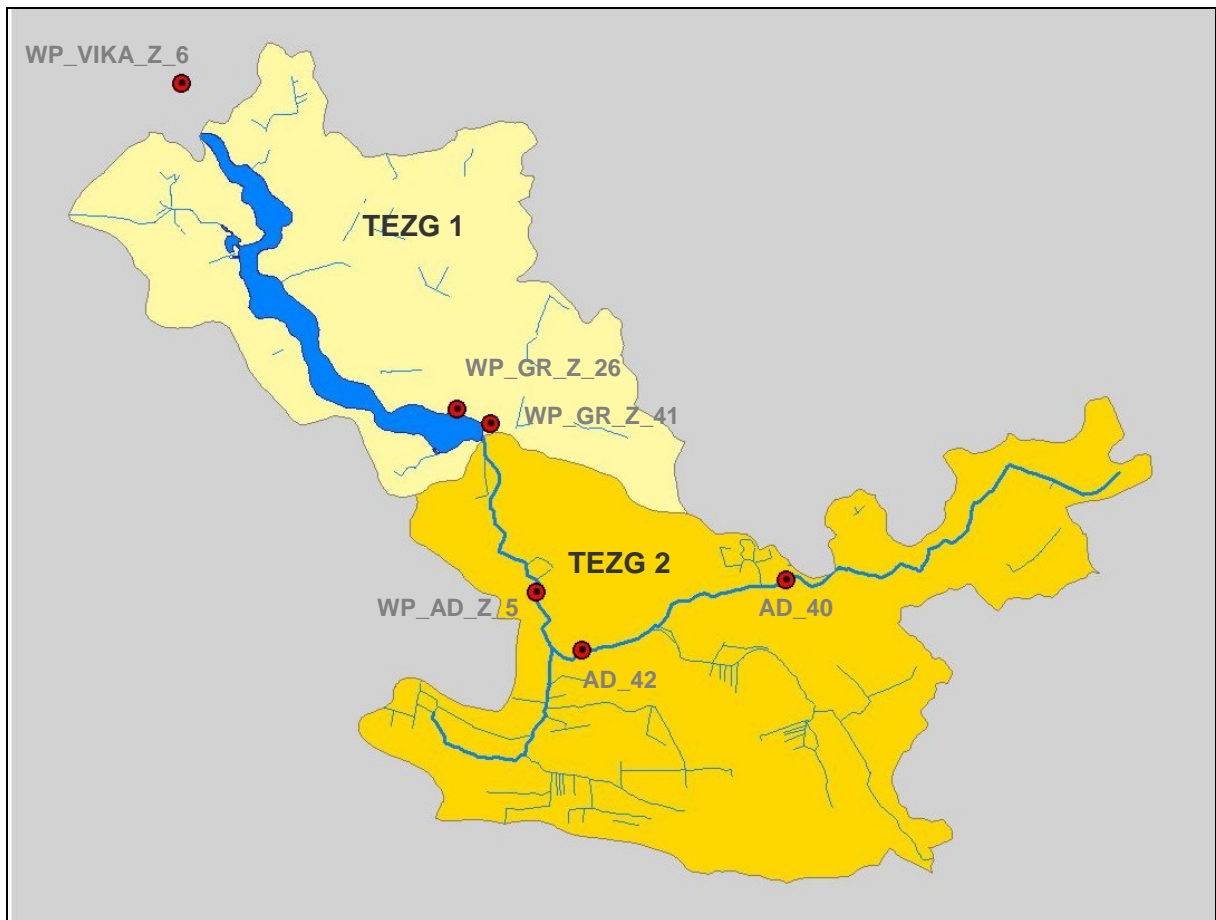 WP_VIKA_Z_6
TEZG 1
WP_GR_Z_26
WP_GR_Z_41
TEZG 2
WP_AD_Z_5
AD_40
AD_42